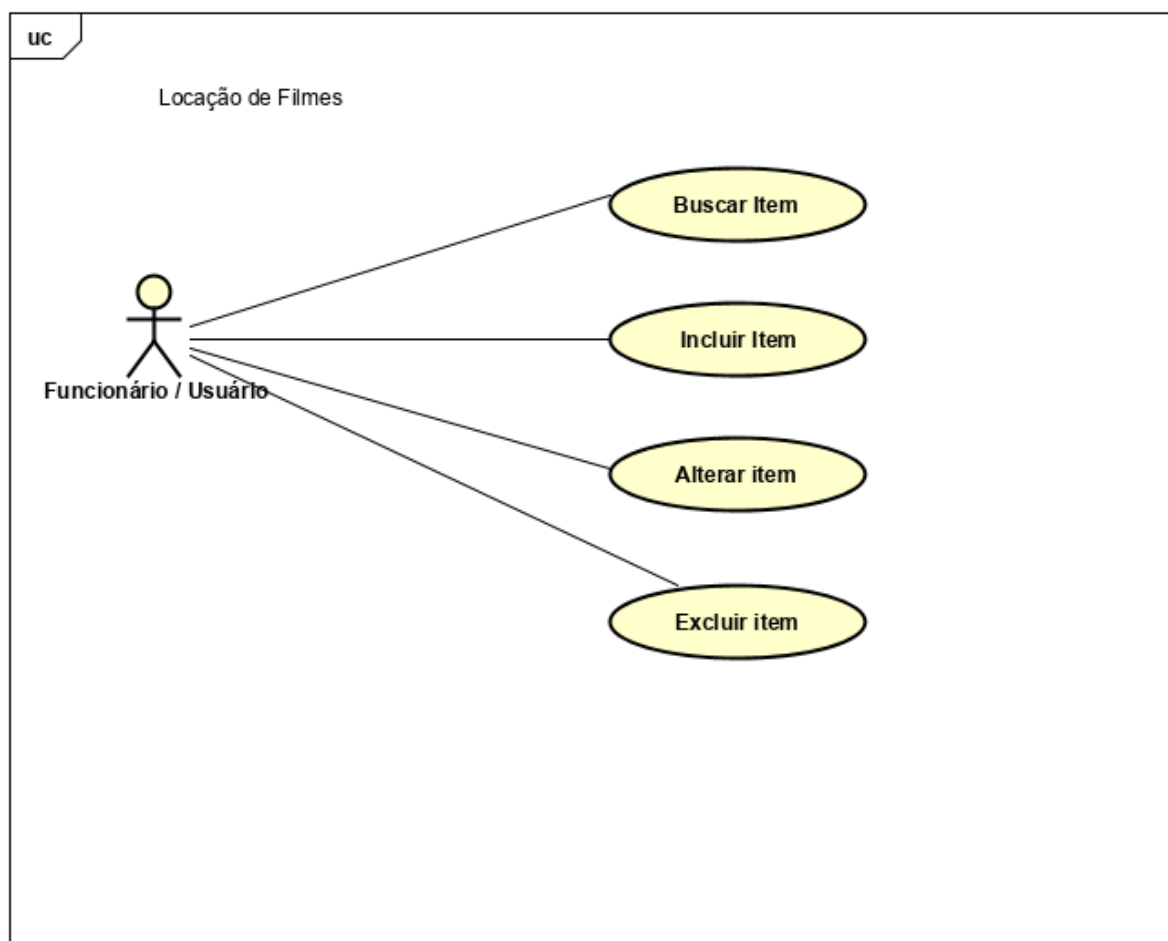 uc
Locação de Filmes
Buscar Item
Incluir Item
Funcionário / Usuário
Alterar item
Excluir item